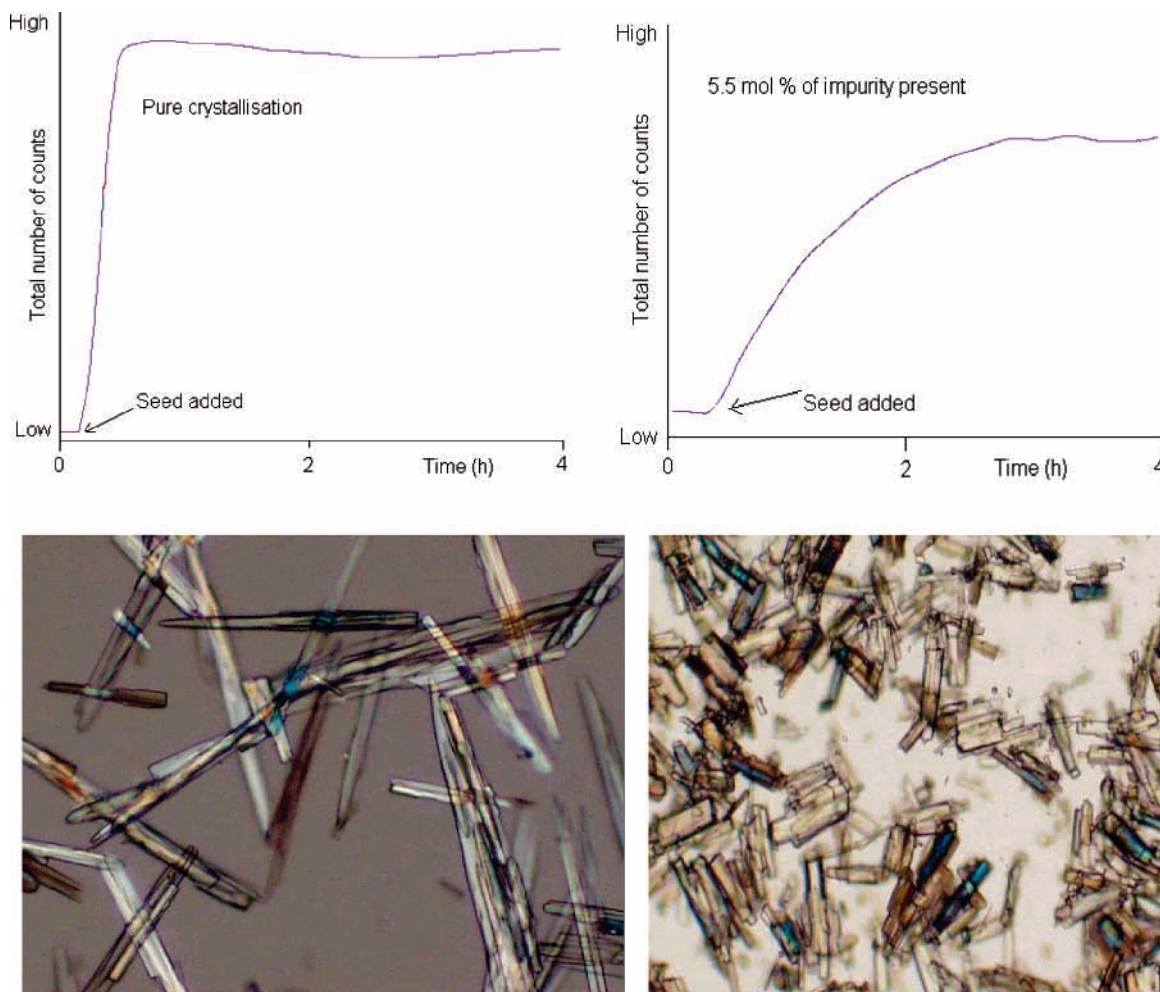 High
Pure crystallisation
Total number of counts
Seed added
Low
0
2
Time (h)
4
High
5.5 mol % of impurity present
Total number of counts
Seed added
Low
0
2
Time (h)
4